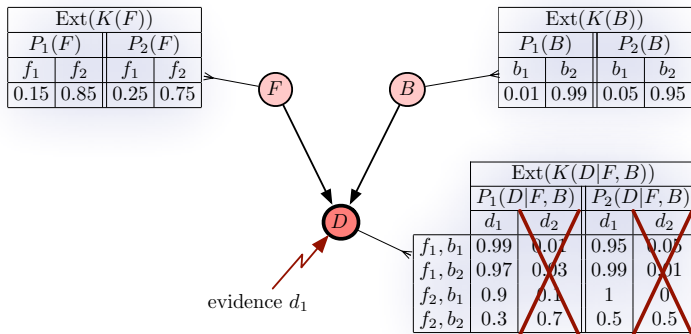 Ext(K(F))
P₁(F) P₂(F)
f₁ f₂ f₁ f₂
0.15 0.85 0.25 0.75
Ext(K(B))
P₁(B) P₂(B)
b₁ b₂ b₁ b₂
0.01 0.99 0.05 0.95
F
B
D
evidence d₁
Ext(K(D|F, B))
P₁(D|F, B) P₂(D|F, B)
d₁ d₂ d₁ d₂
f₁, b₁ 0.99 0.01 0.95 0.05
f₁, b₂ 0.97 0.03 0.99 0.01
f₂, b₁ 0.9 0.1 1 0
f₂, b₂ 0.3 0.7 0.5 0.5